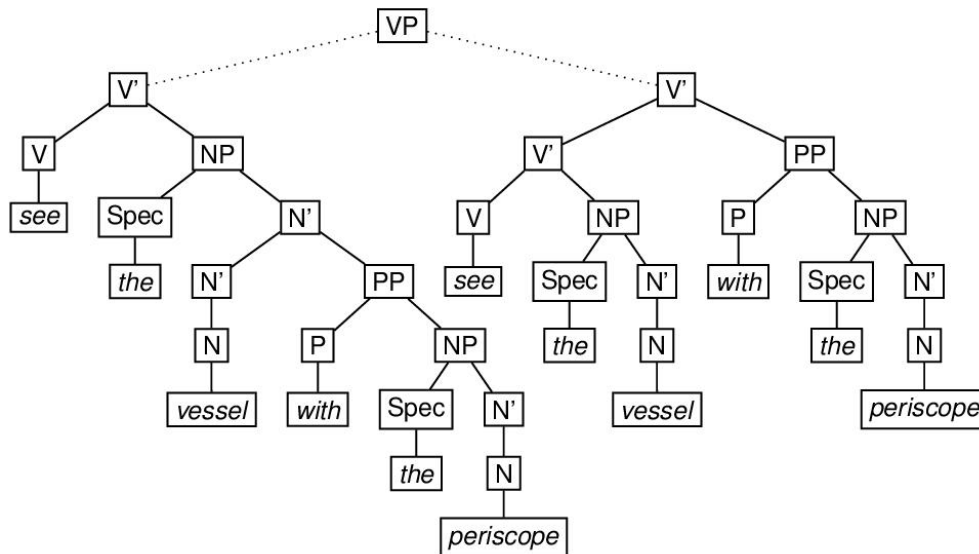 VP
V' V'
V NP V' PP
see Spec N' V NP P NP
the N' PP see Spec N' with Spec N'
N P NP the N the N
vessel with Spec N' vessel periscope
the N
periscope